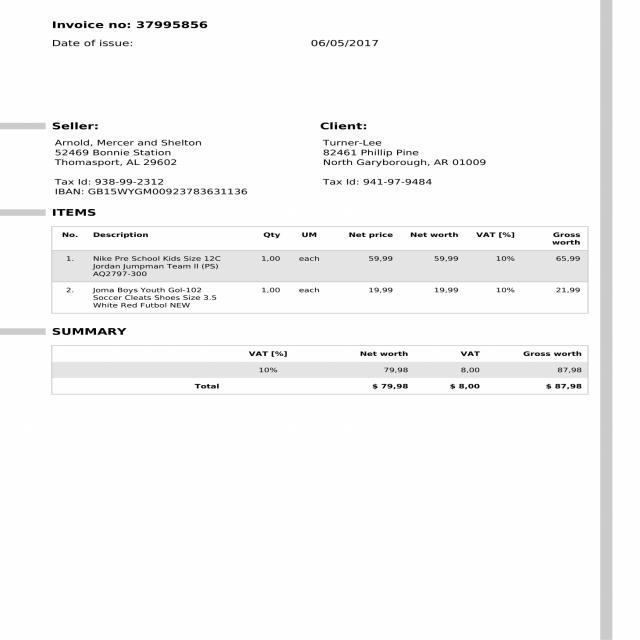 Invoice no: 37995856
Date of issue: 06/05/2017
Seller: Client:
Arnold, Mercer and Shelton Turner-Lee
52469 Bonnie Station 82461 Phillip Pine
Thomasport, AL 29602 North Garyborough, AR 01009
Tax Id: 938-99-2312 Tax Id: 941-97-9484
IBAN: GB15WYGM00923783631136
ITEMS
No. Description Qty UM Net price Net worth VAT [%] Gross
worth
1. Nike Pre School Kids Size 12C 1,00 each 59,99 59,99 10% 65,99
Jordan Jumpman Team II (PS)
AQ2797-300
2. Joma Boys Youth Gol-102 1,00 each 19,99 19,99 10% 21,99
Soccer Cleats Shoes Size 3.5
White Red Futbol NEW
SUMMARY
VAT [%] Net worth VAT Gross worth
10% 79,98 8,00 87,98
Total $ 79,98 $ 8,00 $ 87,98